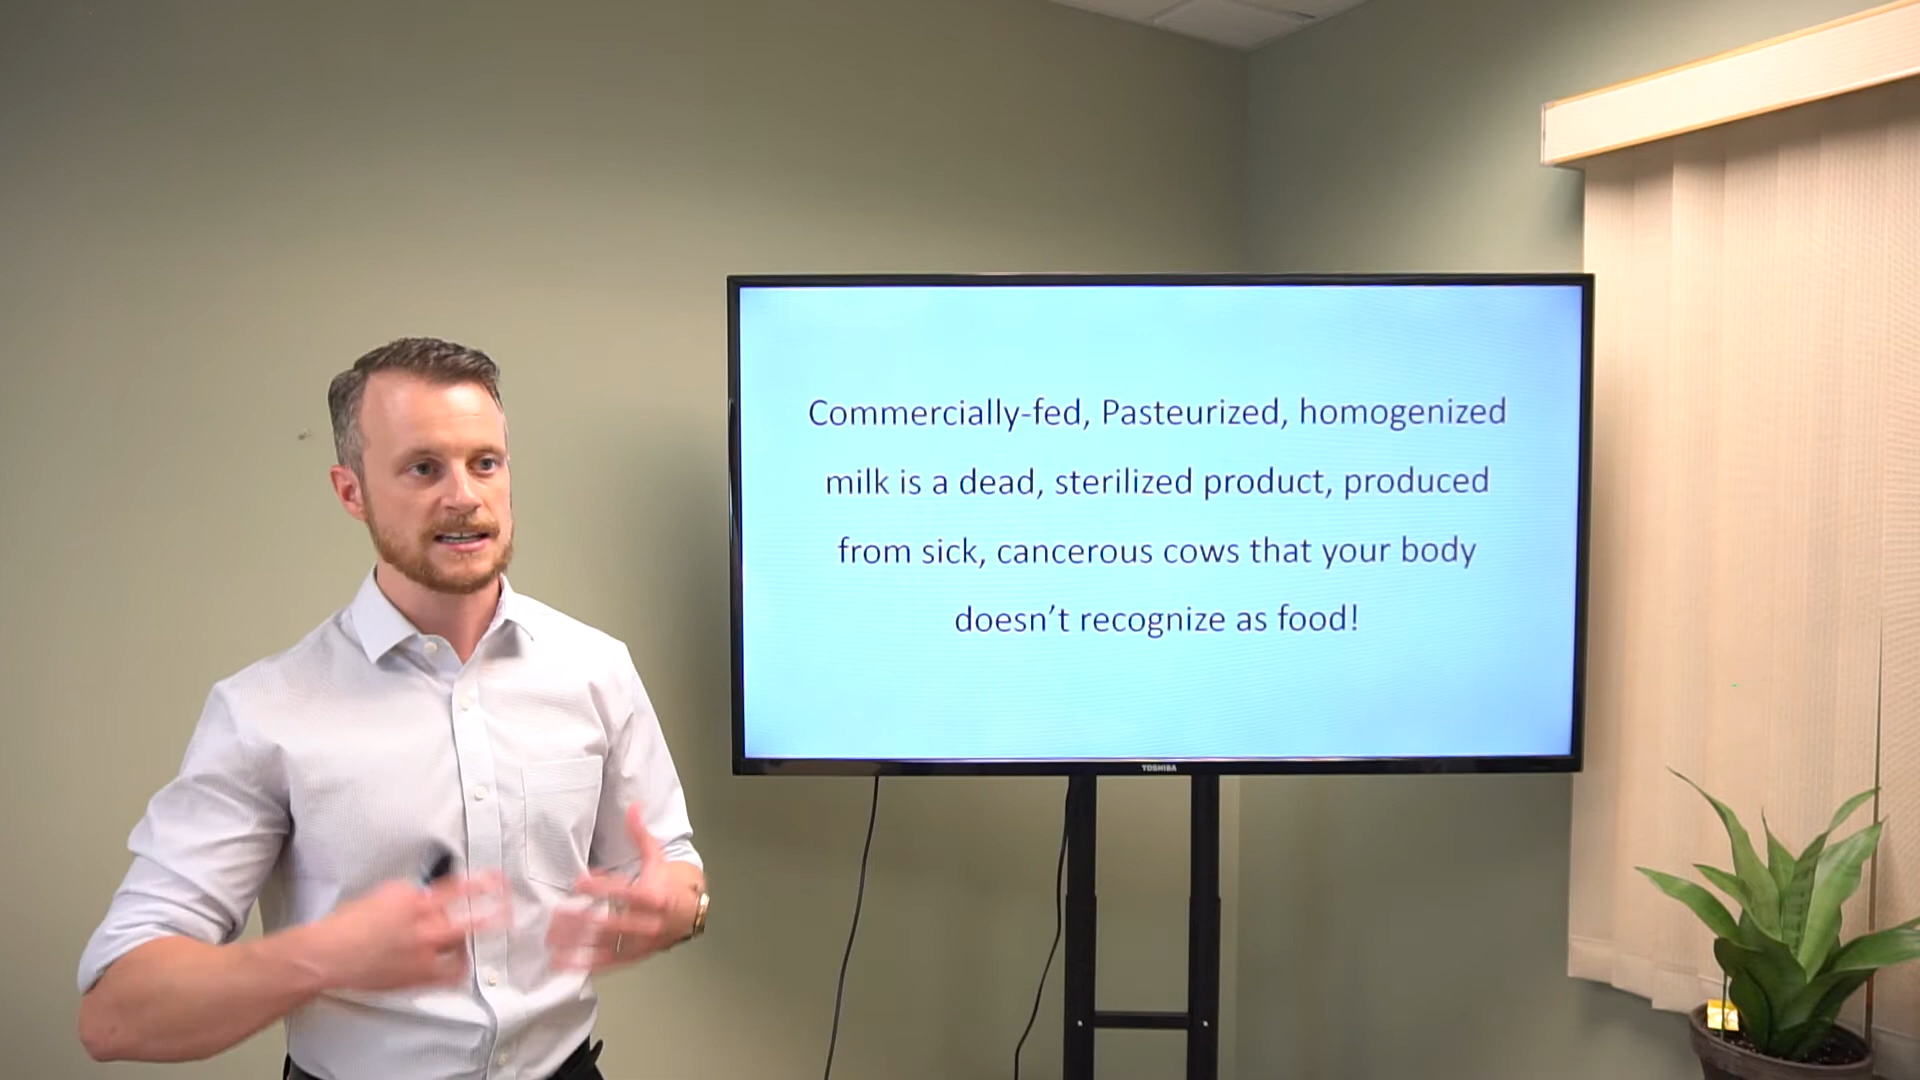 Commercially-fed, Pasteurized, homogenized
milk is a dead, sterilized product, produced
from sick, cancerous cows that your body
doesn't recognize as food!
TOSHIBA